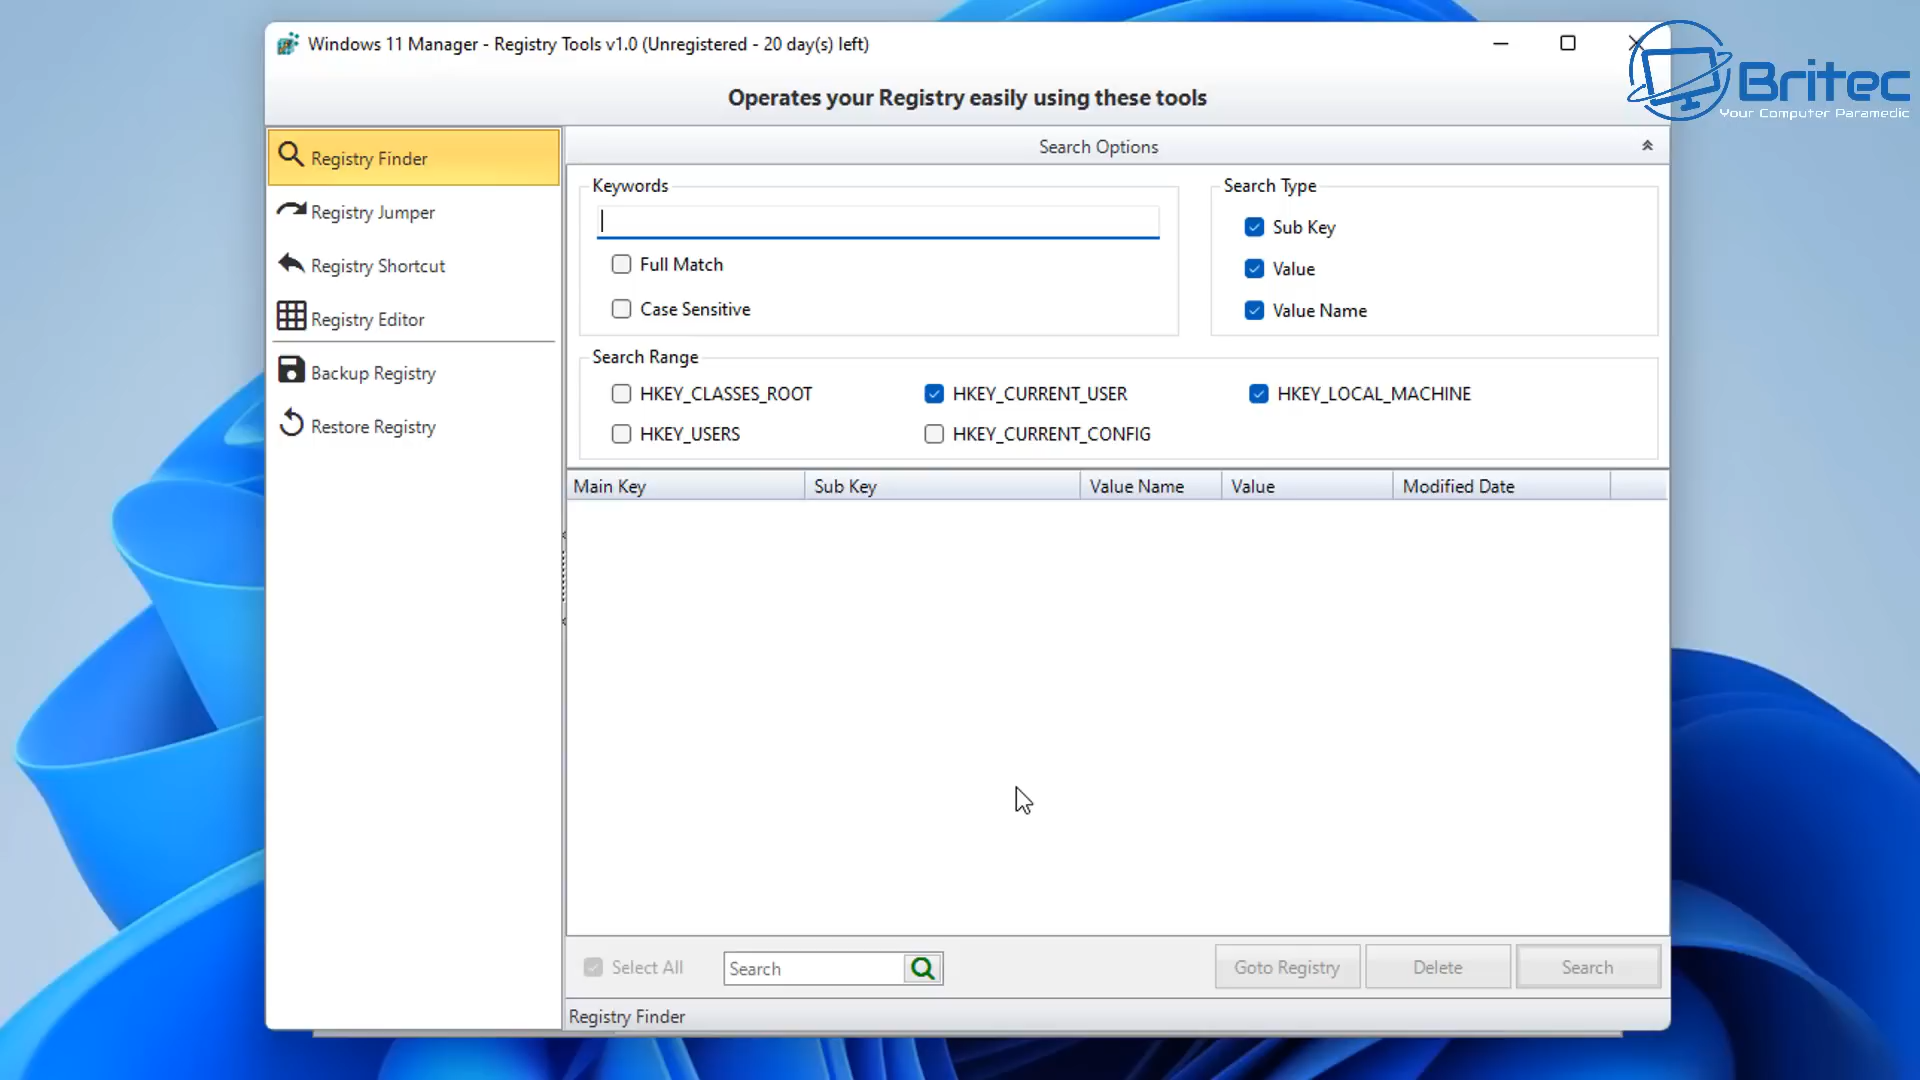 Windows 11 Manager - Registry Tools v1.0 (Unregistered - 20 day(s) left)
Britec
Your Computer Paramedic
Operates your Registry easily using these tools
Registry Finder
Registry Jumper
Registry Shortcut
Registry Editor
Backup Registry
Restore Registry
Search Options
Keywords
Full Match
Case Sensitive
Search Type
Sub Key
Value
Value Name
Search Range
HKEY_CLASSES_ROOT
HKEY_CURRENT_USER
HKEY_LOCAL_MACHINE
HKEY_USERS
HKEY_CURRENT_CONFIG
Main Key
Sub Key
Value Name
Value
Modified Date
Select All
Search
Goto Registry
Delete
Search
Registry Finder